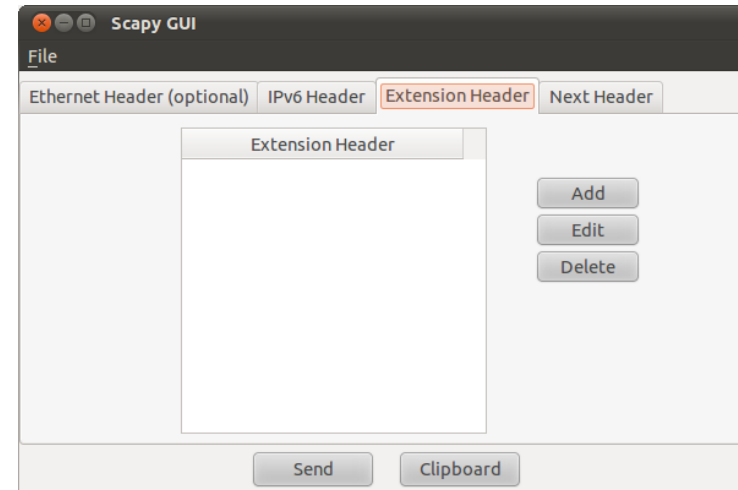 Scapy GUI
File
Ethernet Header (optional) IPv6 Header Extension Header Next Header
Extension Header
Add
Edit
Delete
Send Clipboard